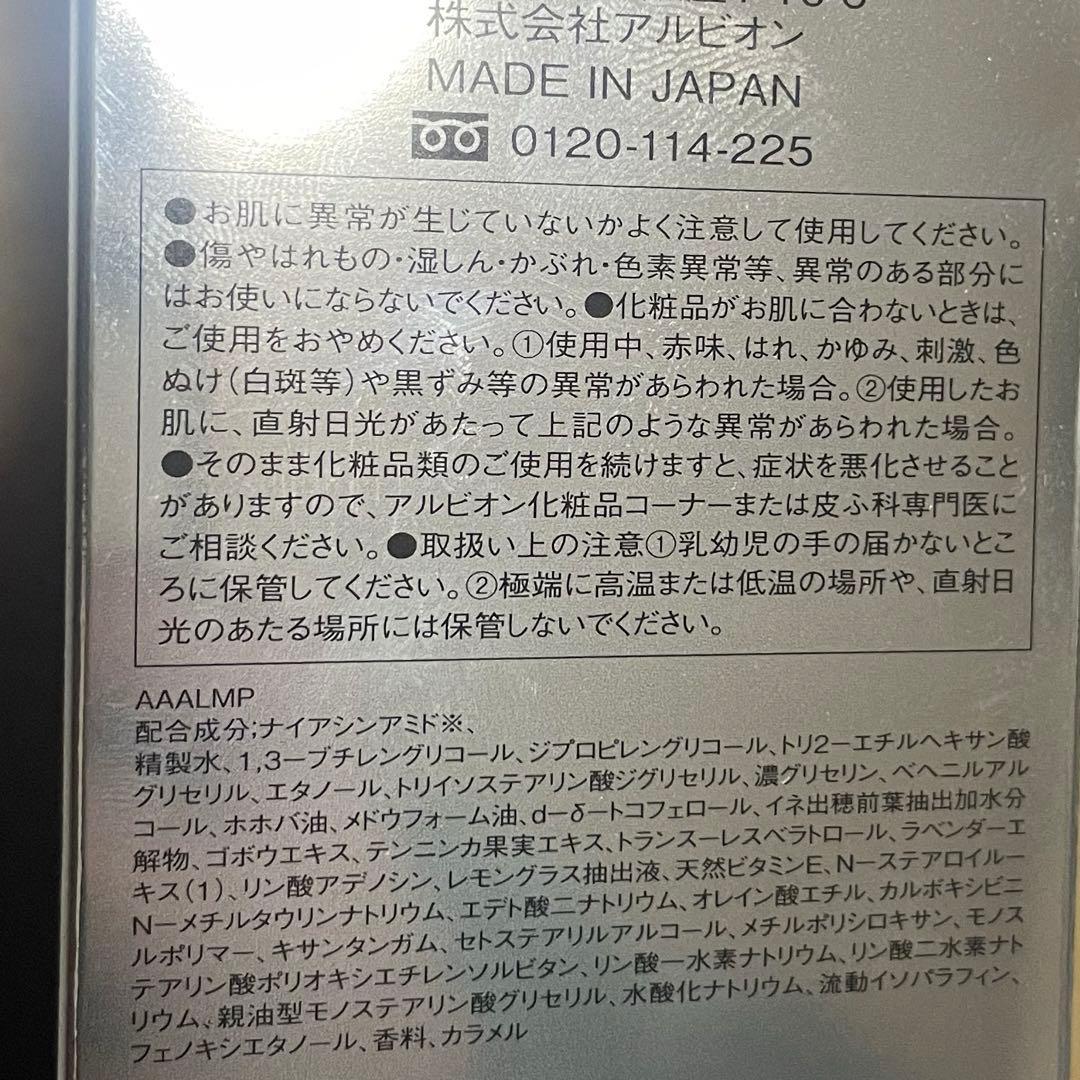 株式会社アルビオン
MADE IN JAPAN
0120-114-225
●お肌に異常が生じていないかよく注意して使用してください。
●傷やはれもの・湿しん・かぶれ・色素異常等、異常のある部分に
はお使いにならないでください。●化粧品がお肌に合わないときは、
ご使用をおやめください。①使用中、赤味、はれ、かゆみ、刺激、色
ぬけ(白斑等)や黒ずみ等の異常があらわれた場合。②使用したお
肌に、直射日光があたって上記のような異常があらわれた場合。
●そのまま化粧品類のご使用を続けますと、症状を悪化させること
がありますので、アルビオン化粧品コーナーまたは皮ふ科専門医に
ご相談ください。●取扱い上の注意①乳幼児の手の届かないとこ
ろに保管してください。②極端に高温または低温の場所や、直射日
光のあたる場所には保管しないでください。
AAALMP
配合成分;ナイアシンアミド※、
精製水、1,3ーブチレングリコール、ジプロピレングリコール、トリ2ーエチルヘキサン酸
グリセリル、エタノール、トリイソステアリン酸ジグリセリル、濃グリセリン、ベヘニルアル
コール、ホホバ油、メドウフォーム油、dーδートコフェロール、イネ出穂前葉抽出加水分
解物、ゴボウエキス、テンニンカ果実エキス、トランスーレスベラトロール、ラベンダーエ
キス(1)、リン酸アデノシン、レモングラス抽出液、天然ビタミンE、Nーステアロイルー
Nーメチルタウリンナトリウム、エデト酸二ナトリウム、オレイン酸エチル、カルボキシビニ
ルポリマー、キサンタンガム、セトステアリルアルコール、メチルポリシロキサン、モノス
テアリン酸ポリオキシエチレンソルビタン、リン酸一水素ナトリウム、リン酸二水素ナト
リウム、親油型モノステアリン酸グリセリル、水酸化ナトリウム、流動イソパラフィン、
フェノキシエタノール、香料、カラメル